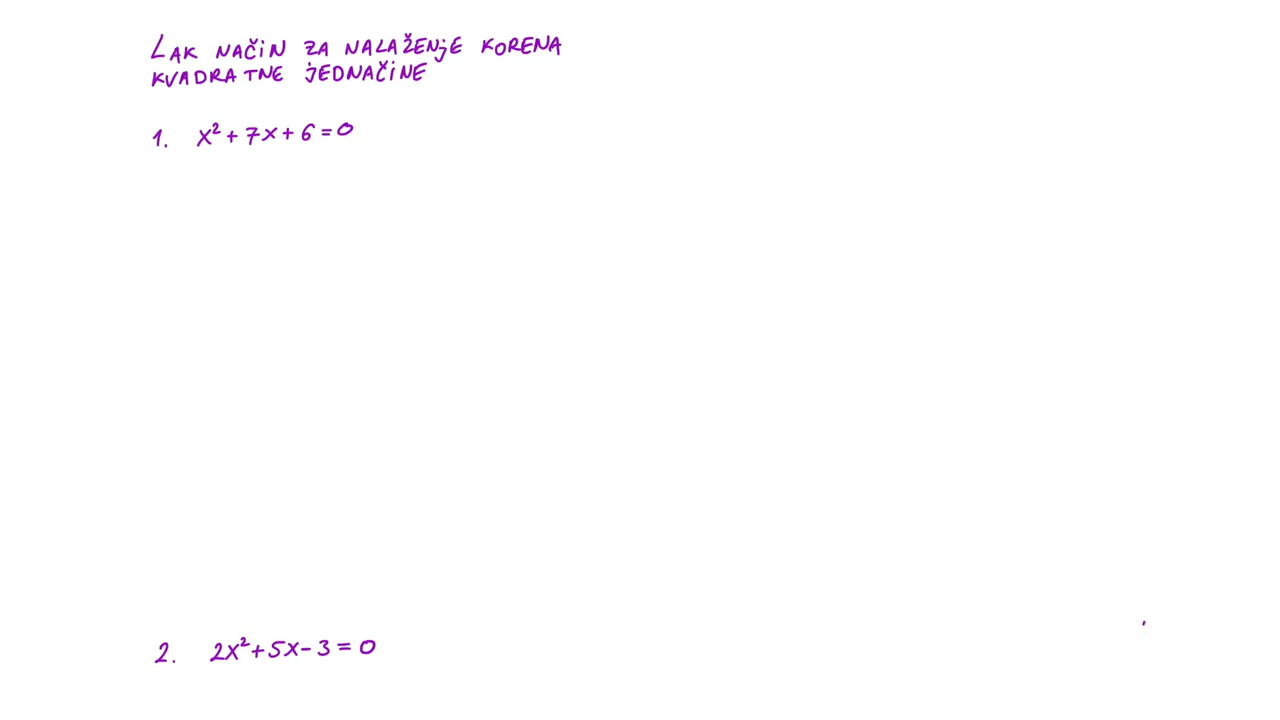 LAK NAČIN ZA NALAŽENJE KORENA
KVADRATNE JEDNAČINE
1. x² + 7x + 6 = 0
2. 2x² + 5x - 3 = 0